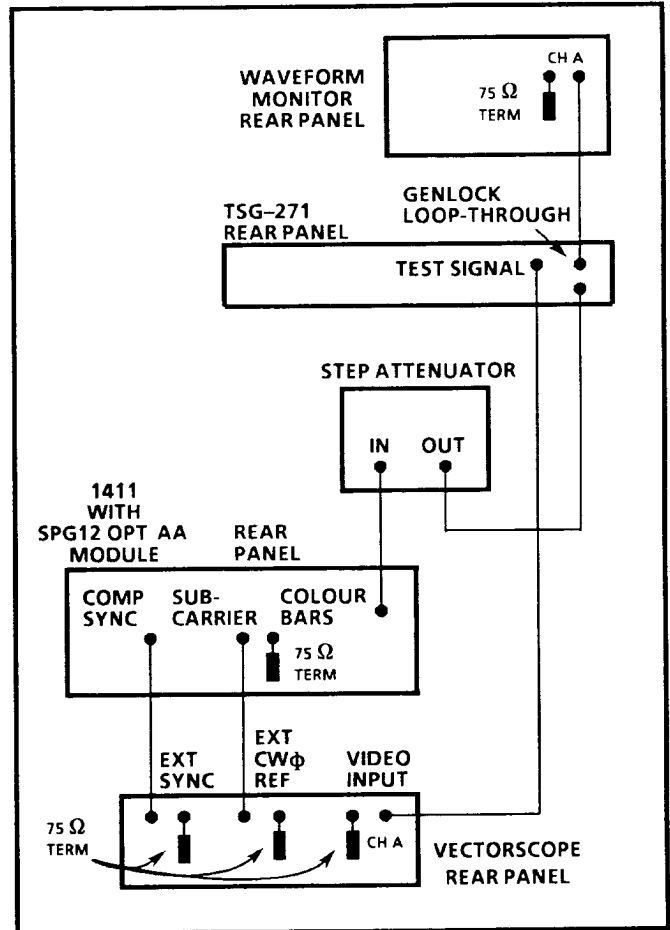 WAVEFORM
MONITOR
REAR PANEL
CH A
75 Ω
TERM
GENLOCK
LOOP-THROUGH
TSG–271
REAR PANEL
TEST SIGNAL
STEP ATTENUATOR
IN OUT
1411
WITH
SPG12 OPT AA
MODULE
REAR
PANEL
COMP
SYNC
SUB-
CARRIER
COLOUR
BARS
75 Ω
TERM
EXT
SYNC
EXT
CWϕ
REF
VIDEO
INPUT
75 Ω
TERM
CH A
VECTORSCOPE
REAR PANEL